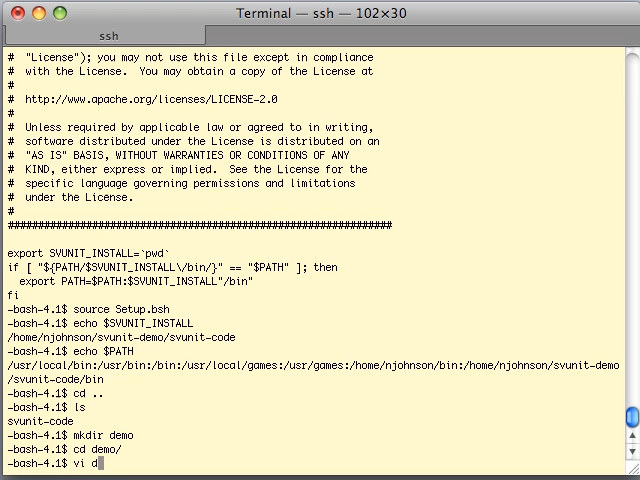 Terminal — ssh — 102×30
ssh
#  "License"); you may not use this file except in compliance
#  with the License.  You may obtain a copy of the License at
#
#  http://www.apache.org/licenses/LICENSE-2.0
#
#  Unless required by applicable law or agreed to in writing,
#  software distributed under the License is distributed on an
#  "AS IS" BASIS, WITHOUT WARRANTIES OR CONDITIONS OF ANY
#  KIND, either express or implied.  See the License for the
#  specific language governing permissions and limitations
#  under the License.
#
################################################################
export SVUNIT_INSTALL=`pwd`
if [ "${PATH/$SVUNIT_INSTALL\/bin/}" == "$PATH" ]; then
  export PATH=$PATH:$SVUNIT_INSTALL"/bin"
fi
-bash-4.1$ source Setup.bsh
-bash-4.1$ echo $SVUNIT_INSTALL
/home/njohnson/svunit-demo/svunit-code
-bash-4.1$ echo $PATH
/usr/local/bin:/usr/bin:/bin:/usr/local/games:/usr/games:/home/njohnson/bin:/home/njohnson/svunit-demo
/svunit-code/bin
-bash-4.1$ cd ..
-bash-4.1$ ls
svunit-code
-bash-4.1$ mkdir demo
-bash-4.1$ cd demo/
-bash-4.1$ vi d